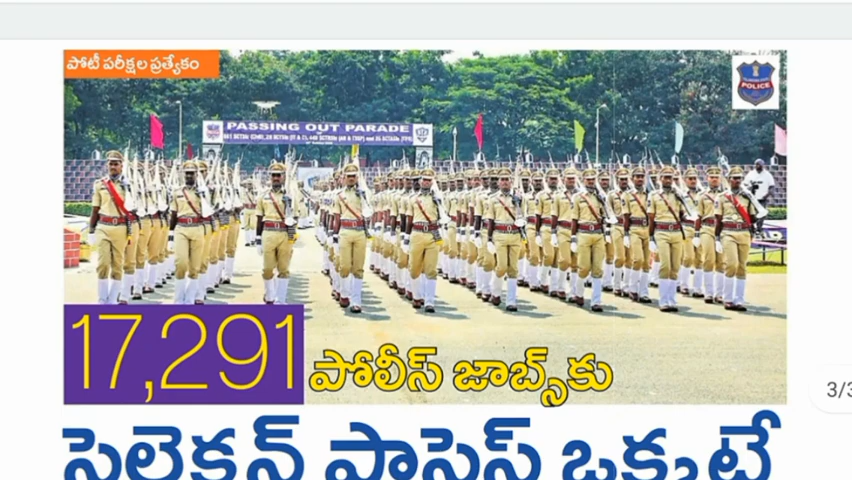 పోటీ పరీక్షల ప్రత్యేకం
POLICE
PASSING OUT PARADE
17,291 పోలీస్ జాబ్స్‌కు
సెలెక్షన్ ప్రాసెస్ ఒక్కటే
3/3